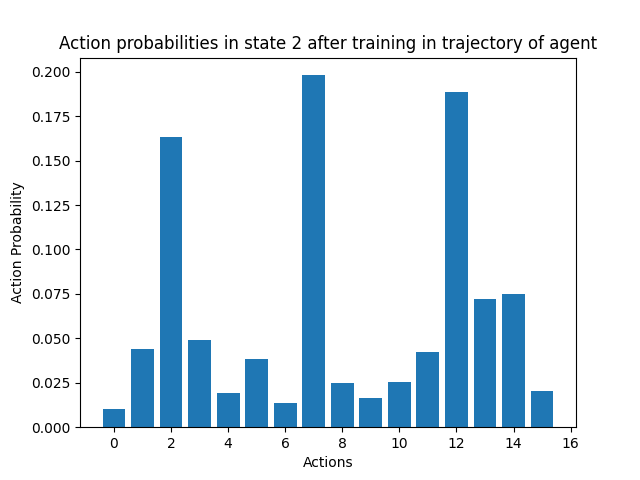 Action probabilities in state 2 after training in trajectory of agent
0.200
0.175
0.150
0.125
0.100
0.075
0.050
0.025
0.000
Action Probability
0 2 4 6 8 10 12 14 16
Actions